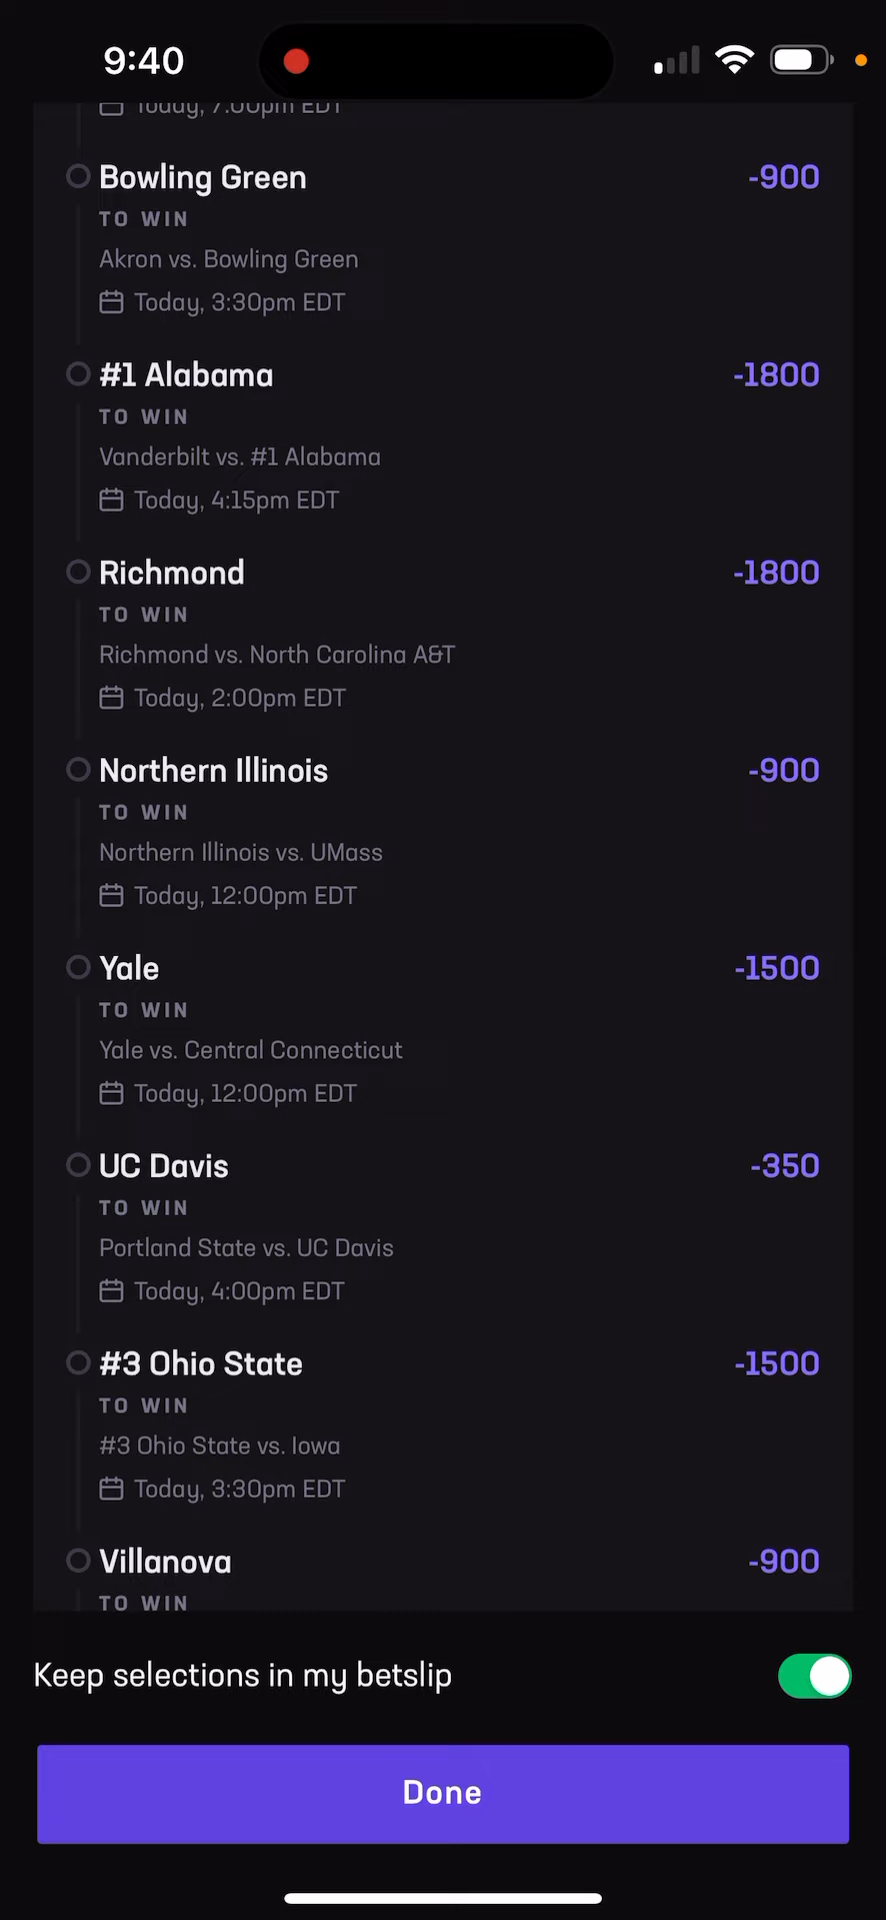 9:40
Today, 7:00pm EDT
Bowling Green -900
TO WIN
Akron vs. Bowling Green
Today, 3:30pm EDT
#1 Alabama -1800
TO WIN
Vanderbilt vs. #1 Alabama
Today, 4:15pm EDT
Richmond -1800
TO WIN
Richmond vs. North Carolina A&T
Today, 2:00pm EDT
Northern Illinois -900
TO WIN
Northern Illinois vs. UMass
Today, 12:00pm EDT
Yale -1500
TO WIN
Yale vs. Central Connecticut
Today, 12:00pm EDT
UC Davis -350
TO WIN
Portland State vs. UC Davis
Today, 4:00pm EDT
#3 Ohio State -1500
TO WIN
#3 Ohio State vs. Iowa
Today, 3:30pm EDT
Villanova -900
TO WIN
Keep selections in my betslip
Done